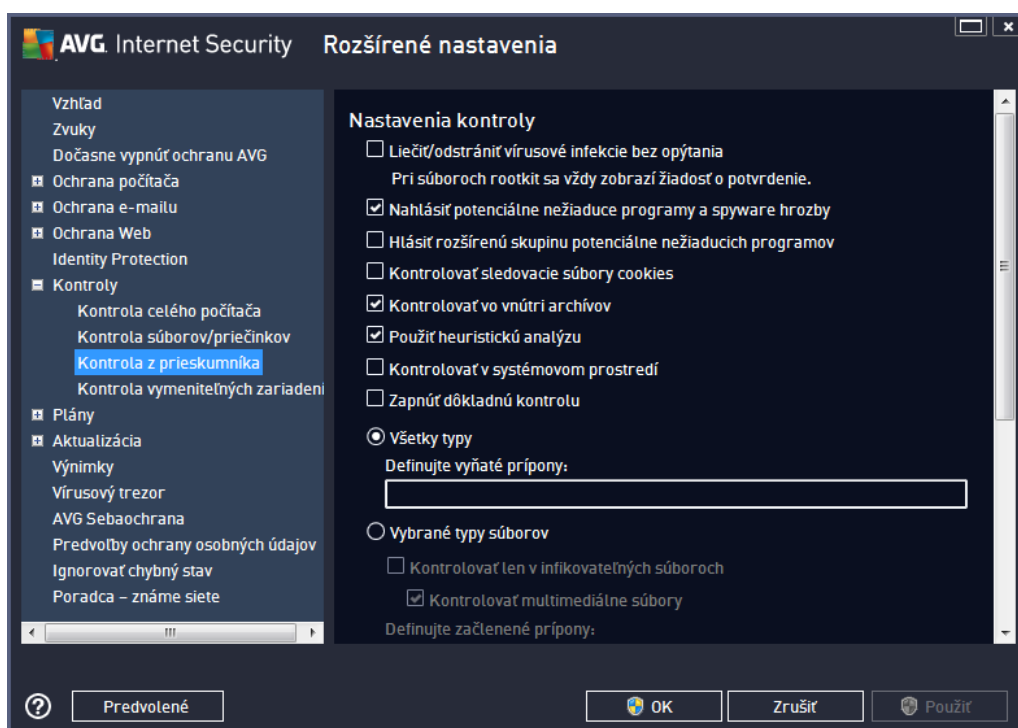 AVG. Internet Security Rozšírené nastavenia
Vzhľad
Zvuky
Dočasne vypnúť ochranu AVG
Ochrana počítača
Ochrana e-mailu
Ochrana Web
Identity Protection
Kontroly
Kontrola celého počítača
Kontrola súborov/priečinkov
Kontrola z prieskumníka
Kontrola vymeniteľných zariadení
Plány
Aktualizácia
Výnimky
Vírusový trezor
AVG Sebaochrana
Predvoľby ochrany osobných údajov
Ignorovať chybný stav
Poradca – známe siete
Nastavenia kontroly
Liečiť/odstrániť vírusové infekcie bez opýtania
Pri súboroch rootkit sa vždy zobrazí žiadosť o potvrdenie.
Nahlásiť potenciálne nežiaduce programy a spyware hrozby
Hlásiť rozšírenú skupinu potenciálne nežiaducich programov
Kontrolovať sledovacie súbory cookies
Kontrolovať vo vnútri archívov
Použiť heuristickú analýzu
Kontrolovať v systémovom prostredí
Zapnúť dôkladnú kontrolu
Všetky typy
Definujte vyňaté prípony:
Vybrané typy súborov
Kontrolovať len v infikovateľných súboroch
Kontrolovať multimediálne súbory
Definujte začlenené prípony:
Predvolené
OK
Zrušiť
Použiť